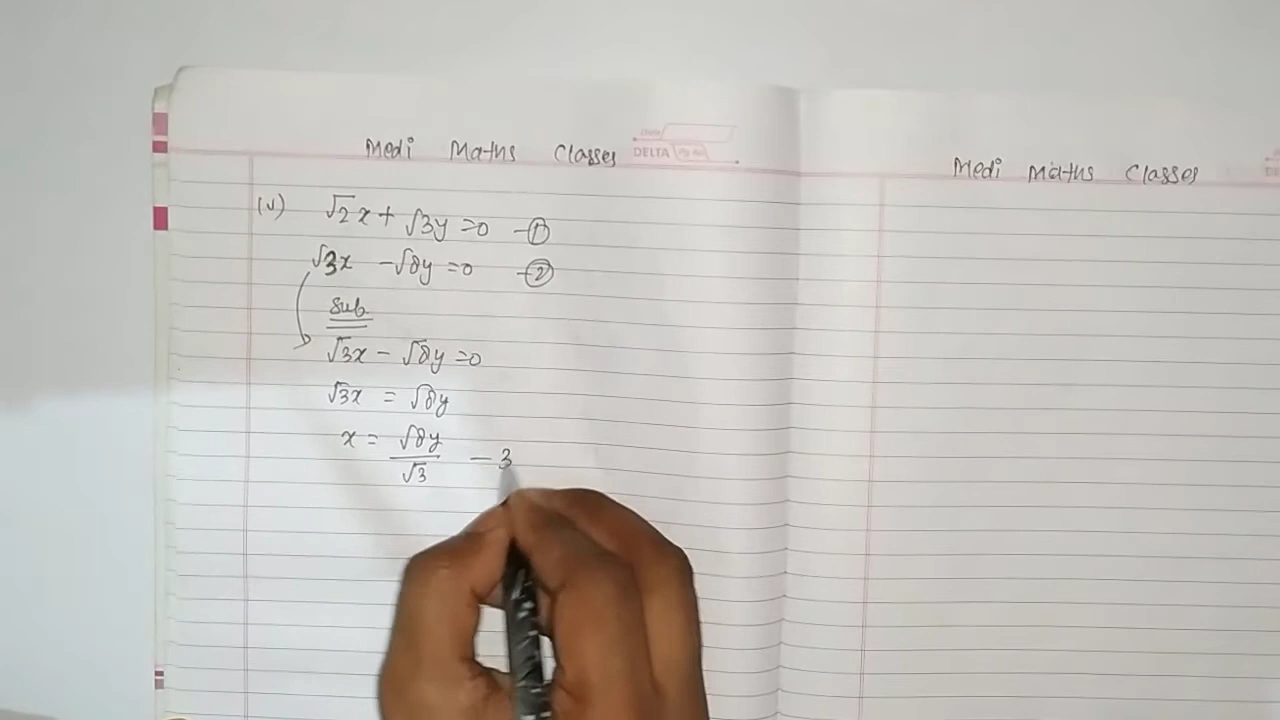 Medi Maths Classes
DELTA
(v) √2x + √3y = 0 —①
√3x - √8y = 0 —②
Sub
√3x - √8y = 0
√3x = √8y
x = √8y / √3 — 3
Medi Maths Classes